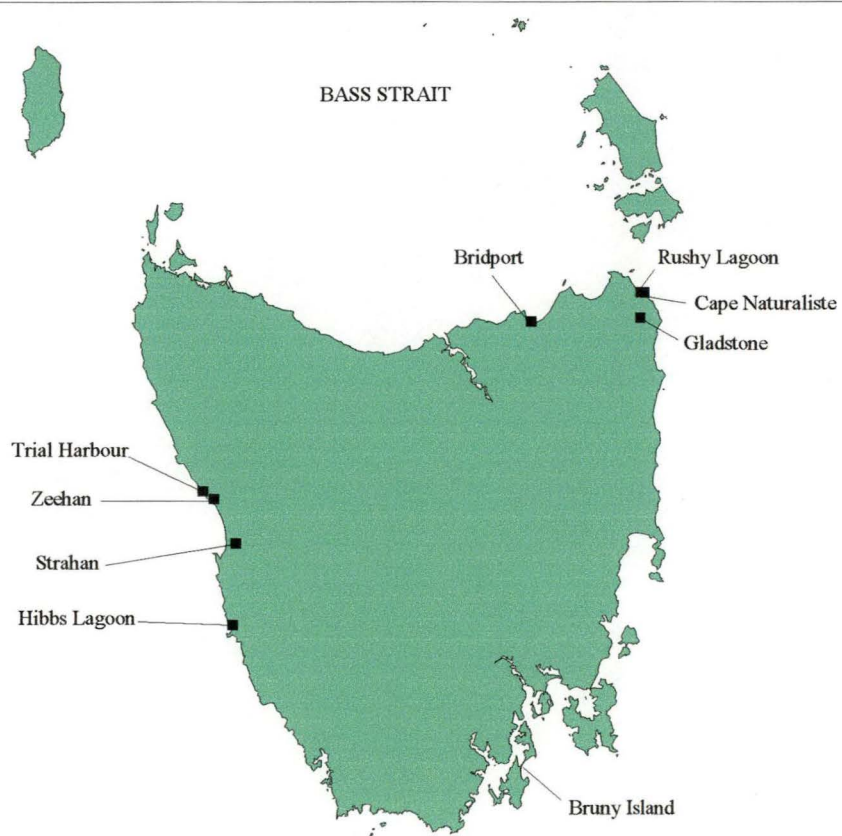 BASS STRAIT
Bridport
Rushy Lagoon
Cape Naturaliste
Gladstone
Trial Harbour
Zeehan
Strahan
Hibbs Lagoon
Bruny Island